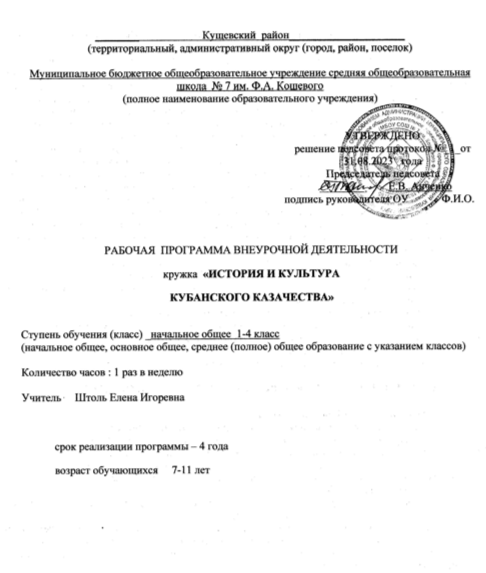 Кущевский район
(территориальный, административный округ (город, район, поселок)
Муниципальное бюджетное общеобразовательное учреждение средняя общеобразовательная
школа № 7 им. Ф.А. Кошевого
(полное наименование образовательного учреждения)
УТВЕРЖДЕНО
решение педсовета протокол № от
31.08.2023 года
Председатель педсовета
Е.В.
подпись руководителя ОУ Ф.И.О.
РАБОЧАЯ ПРОГРАММА ВНЕУРОЧНОЙ ДЕЯТЕЛЬНОСТИ
кружка «ИСТОРИЯ И КУЛЬТУРА
КУБАНСКОГО КАЗАЧЕСТВА»
Ступень обучения (класс) начальное общее 1-4 класс
(начальное общее, основное общее, среднее (полное) общее образование с указанием классов)
Количество часов : 1 раз в неделю
Учитель Штоль Елена Игоревна
срок реализации программы – 4 года
возраст обучающихся 7-11 лет